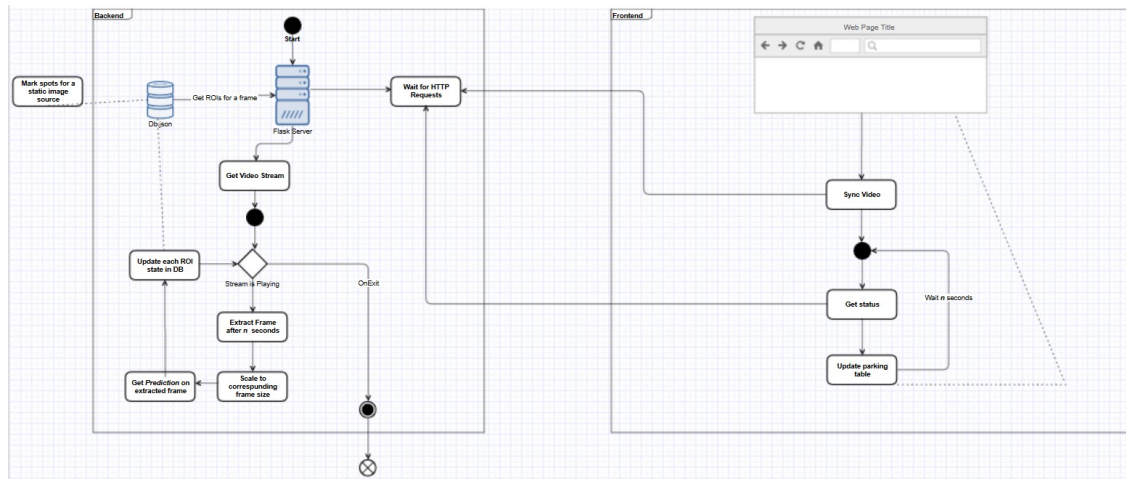 Backend
Start
Mark spots for a
static image
source
Db.json
Get ROIs for a frame
Flask Server
Wait for HTTP
Requests
Get Video Stream
Update each ROI
state in DB
Stream is Playing
OnExit
Extract Frame
after n seconds
Get Prediction on
extracted frame
Scale to
correspunding
frame size
Frontend
Web Page Title
Sync Video
Get status
Wait n seconds
Update parking
table